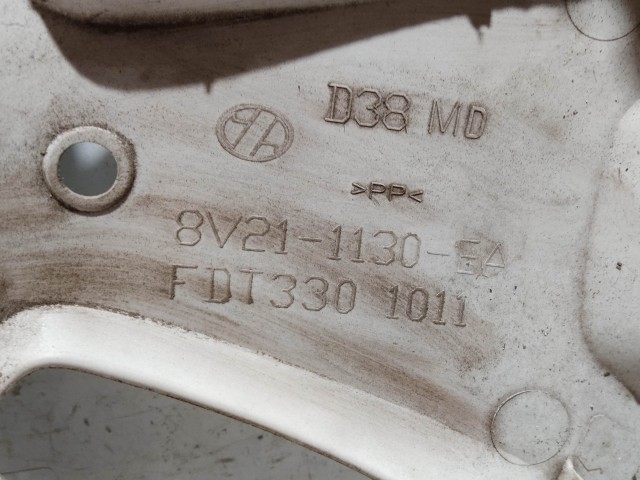 D38 MD
>PP<
8V21-1130-EA
FDT330 1011